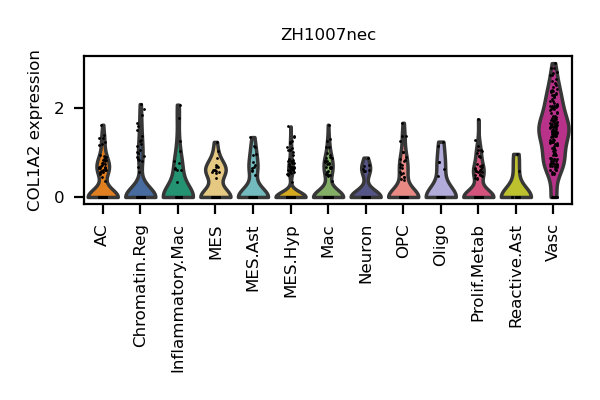 ZH1007nec
COL1A2 expression
2
0
AC
Chromatin.Reg
Inflammatory.Mac
MES
MES.Ast
MES.Hyp
Mac
Neuron
OPC
Oligo
Prolif.Metab
Reactive.Ast
Vasc